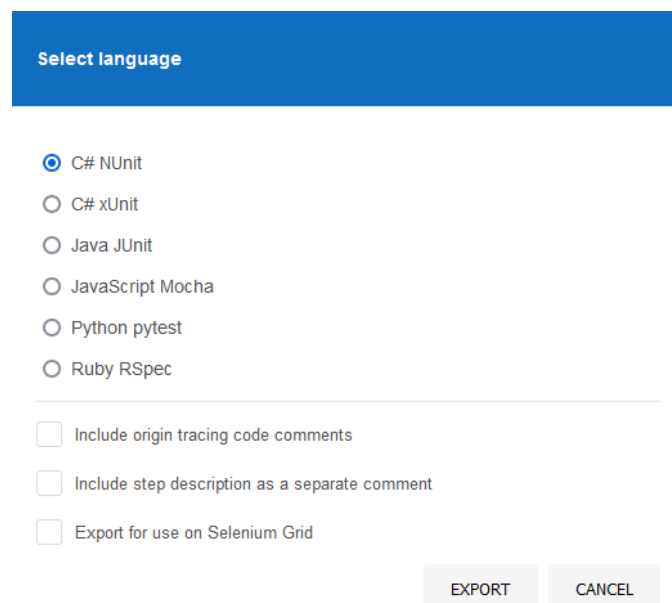 Select language
C# NUnit
C# xUnit
Java JUnit
JavaScript Mocha
Python pytest
Ruby RSpec
Include origin tracing code comments
Include step description as a separate comment
Export for use on Selenium Grid
EXPORT CANCEL